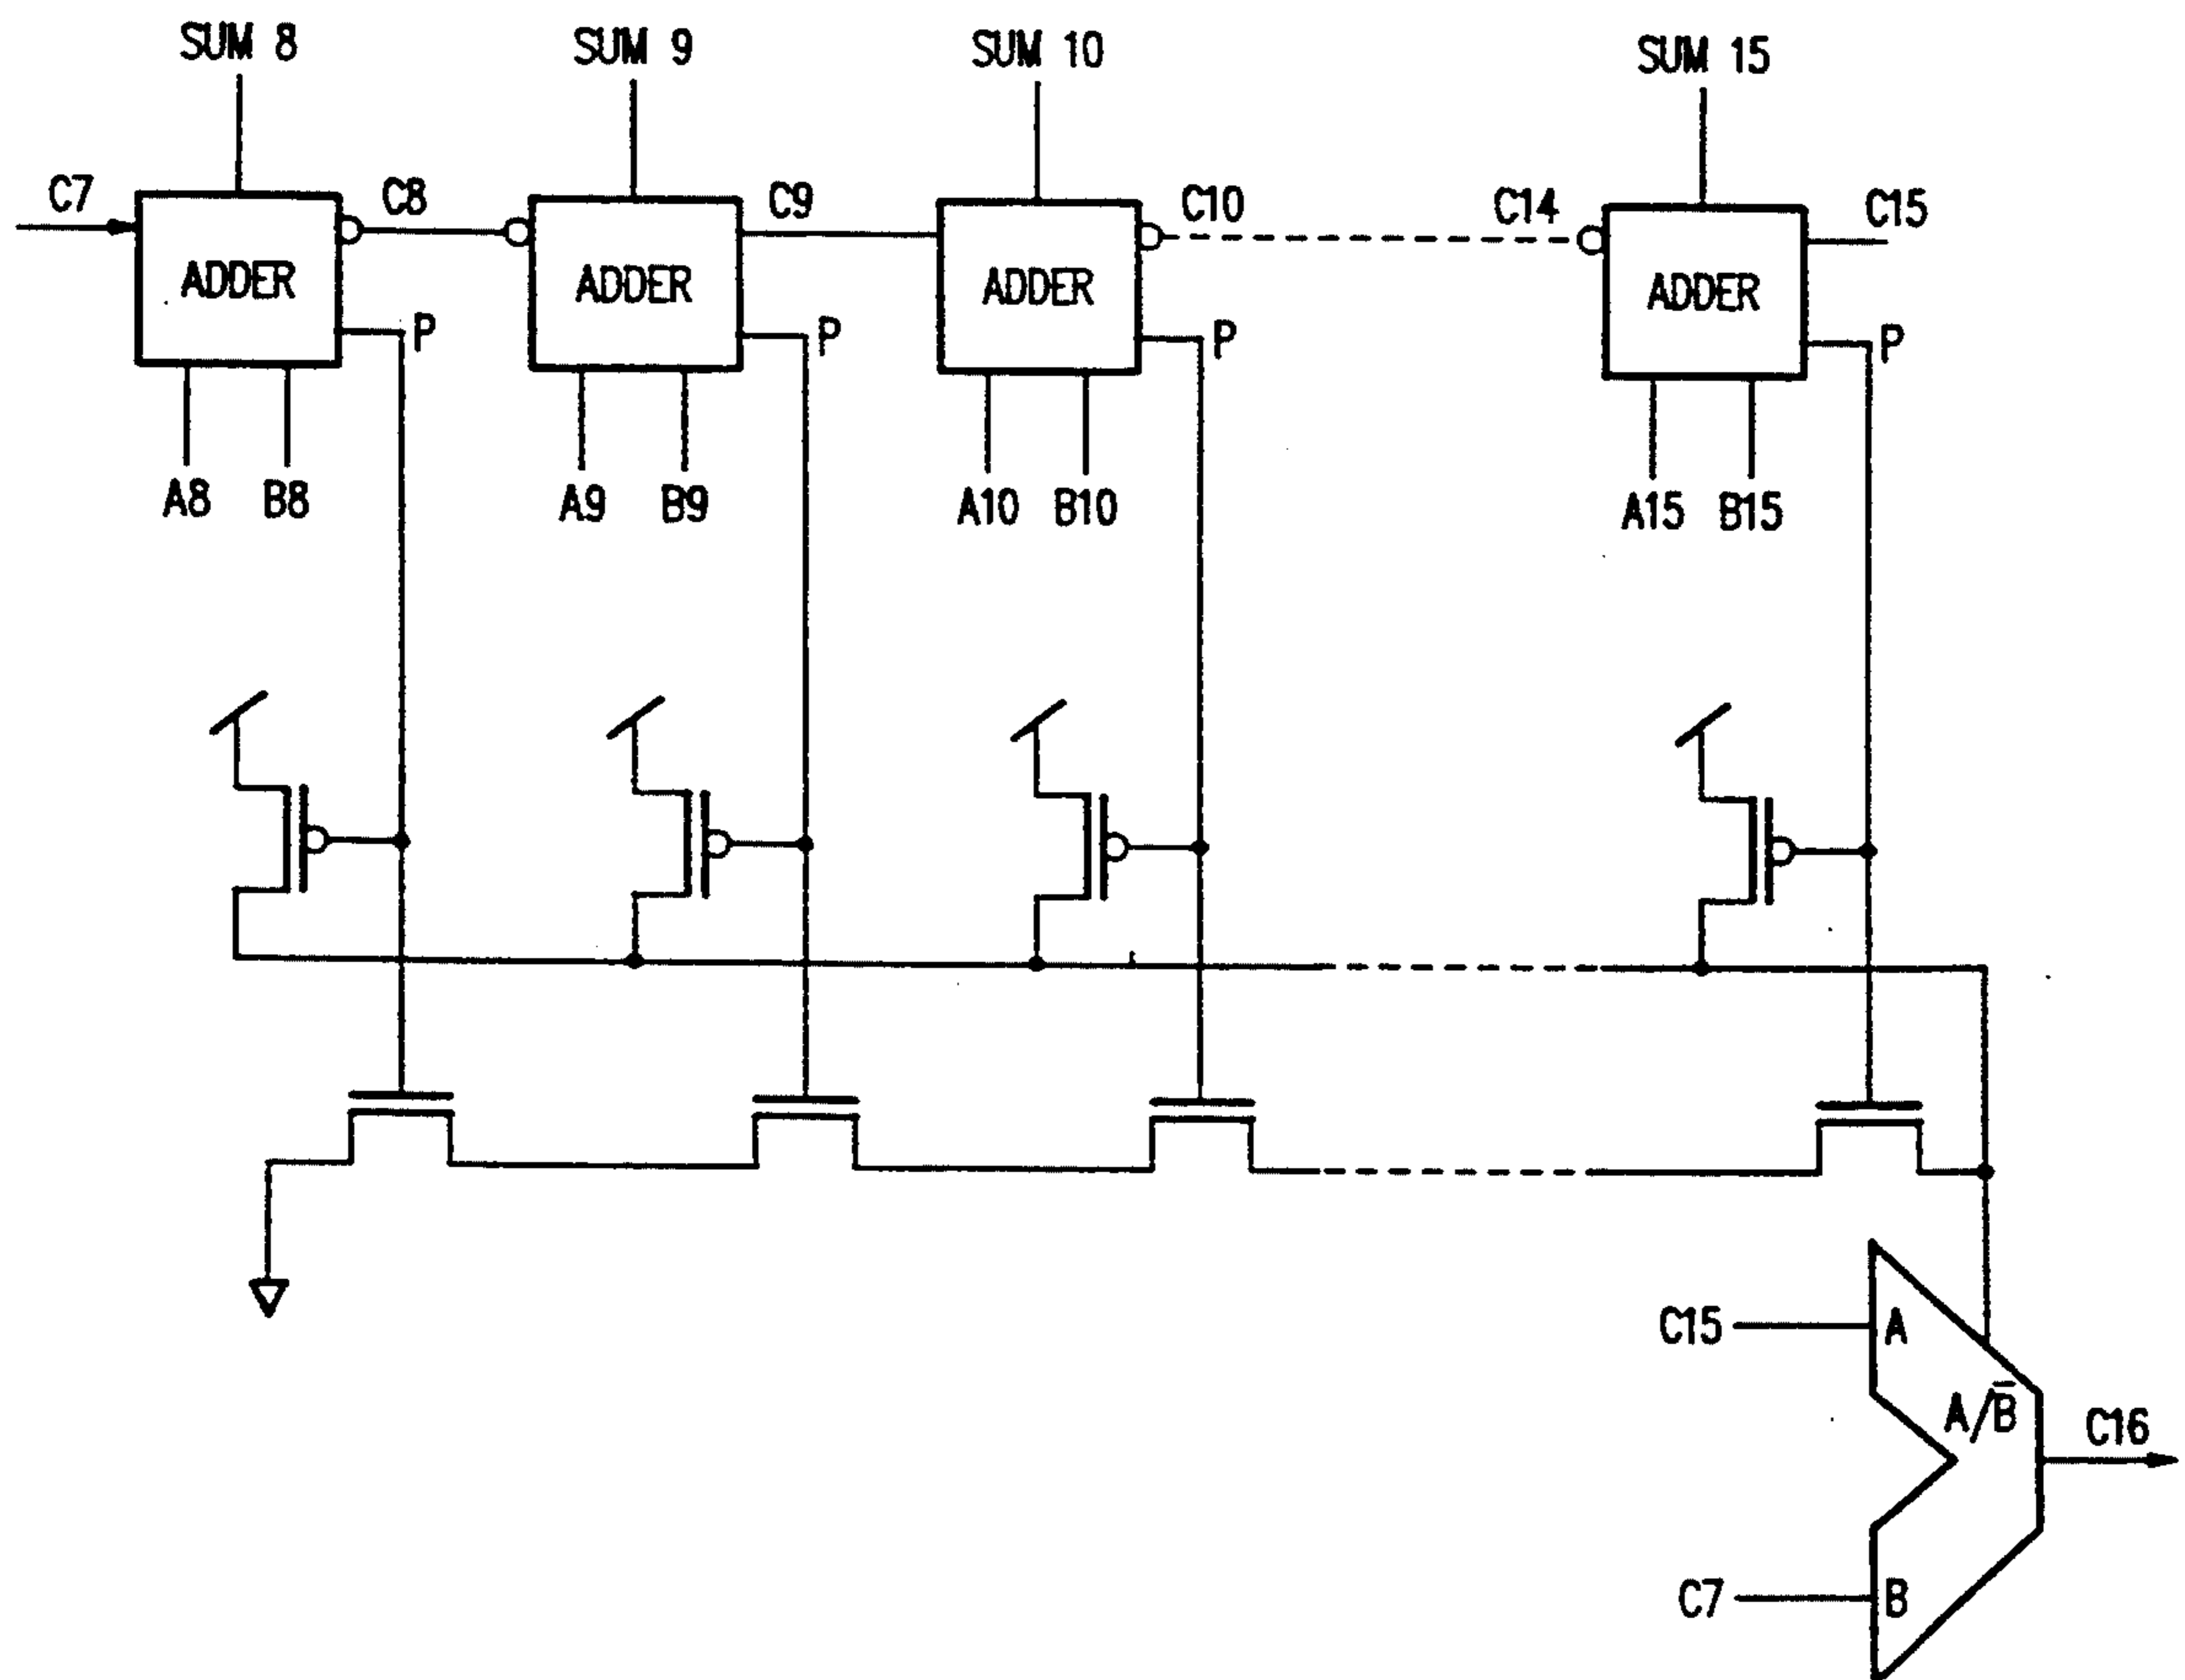 SUM 8
SUM 9
SUM 10
SUM 15
C7
C8
C9
C10
C14
C15
ADDER
ADDER
ADDER
ADDER
P
P
P
P
A8
B8
A9
B9
A10
B10
A15
B15
C15
A
A/B̅
C16
C7
B